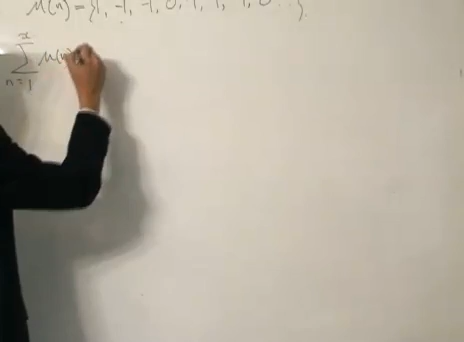 μ(n) = {1, -1, -1, 0, -1, 1, -1, 0 ...}
x
Σ μ(n)
n=1